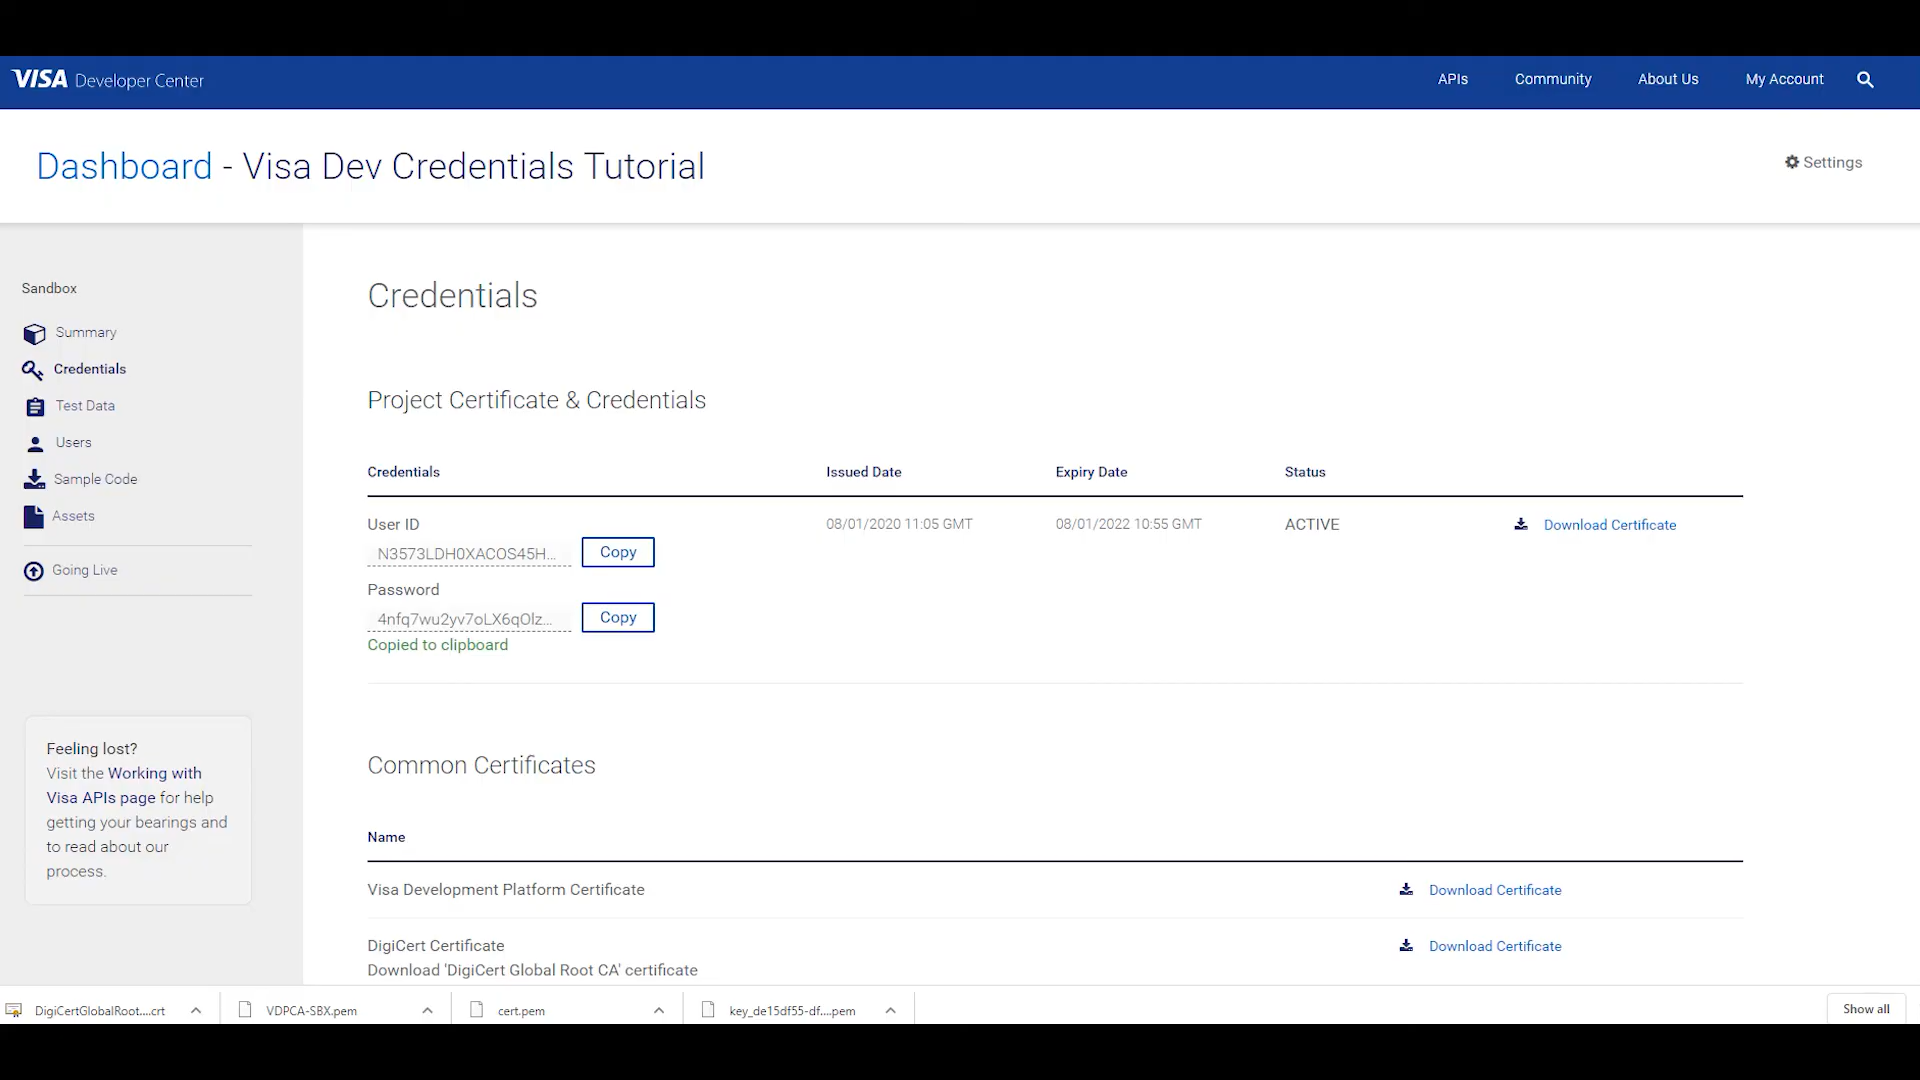 VISA Developer Center
APIs
Community
About Us
My Account
Dashboard - Visa Dev Credentials Tutorial
Settings
Sandbox
Summary
Credentials
Test Data
Users
Sample Code
Assets
Going Live
Feeling lost?
Visit the Working with
Visa APIs page for help
getting your bearings and
to read about our
process.
Credentials
Project Certificate & Credentials
Credentials Issued Date Expiry Date Status
User ID 08/01/2020 11:05 GMT 08/01/2022 10:55 GMT ACTIVE Download Certificate
N3573LDH0XACOS45H... Copy
Password
4nfq7wu2yv7oLX6qOlz... Copy
Copied to clipboard
Common Certificates
Name
Visa Development Platform Certificate Download Certificate
DigiCert Certificate Download Certificate
Download 'DigiCert Global Root CA' certificate
DigiCertGlobalRoot....crt
VDPCA-SBX.pem
cert.pem
key_de15df55-df....pem
Show all